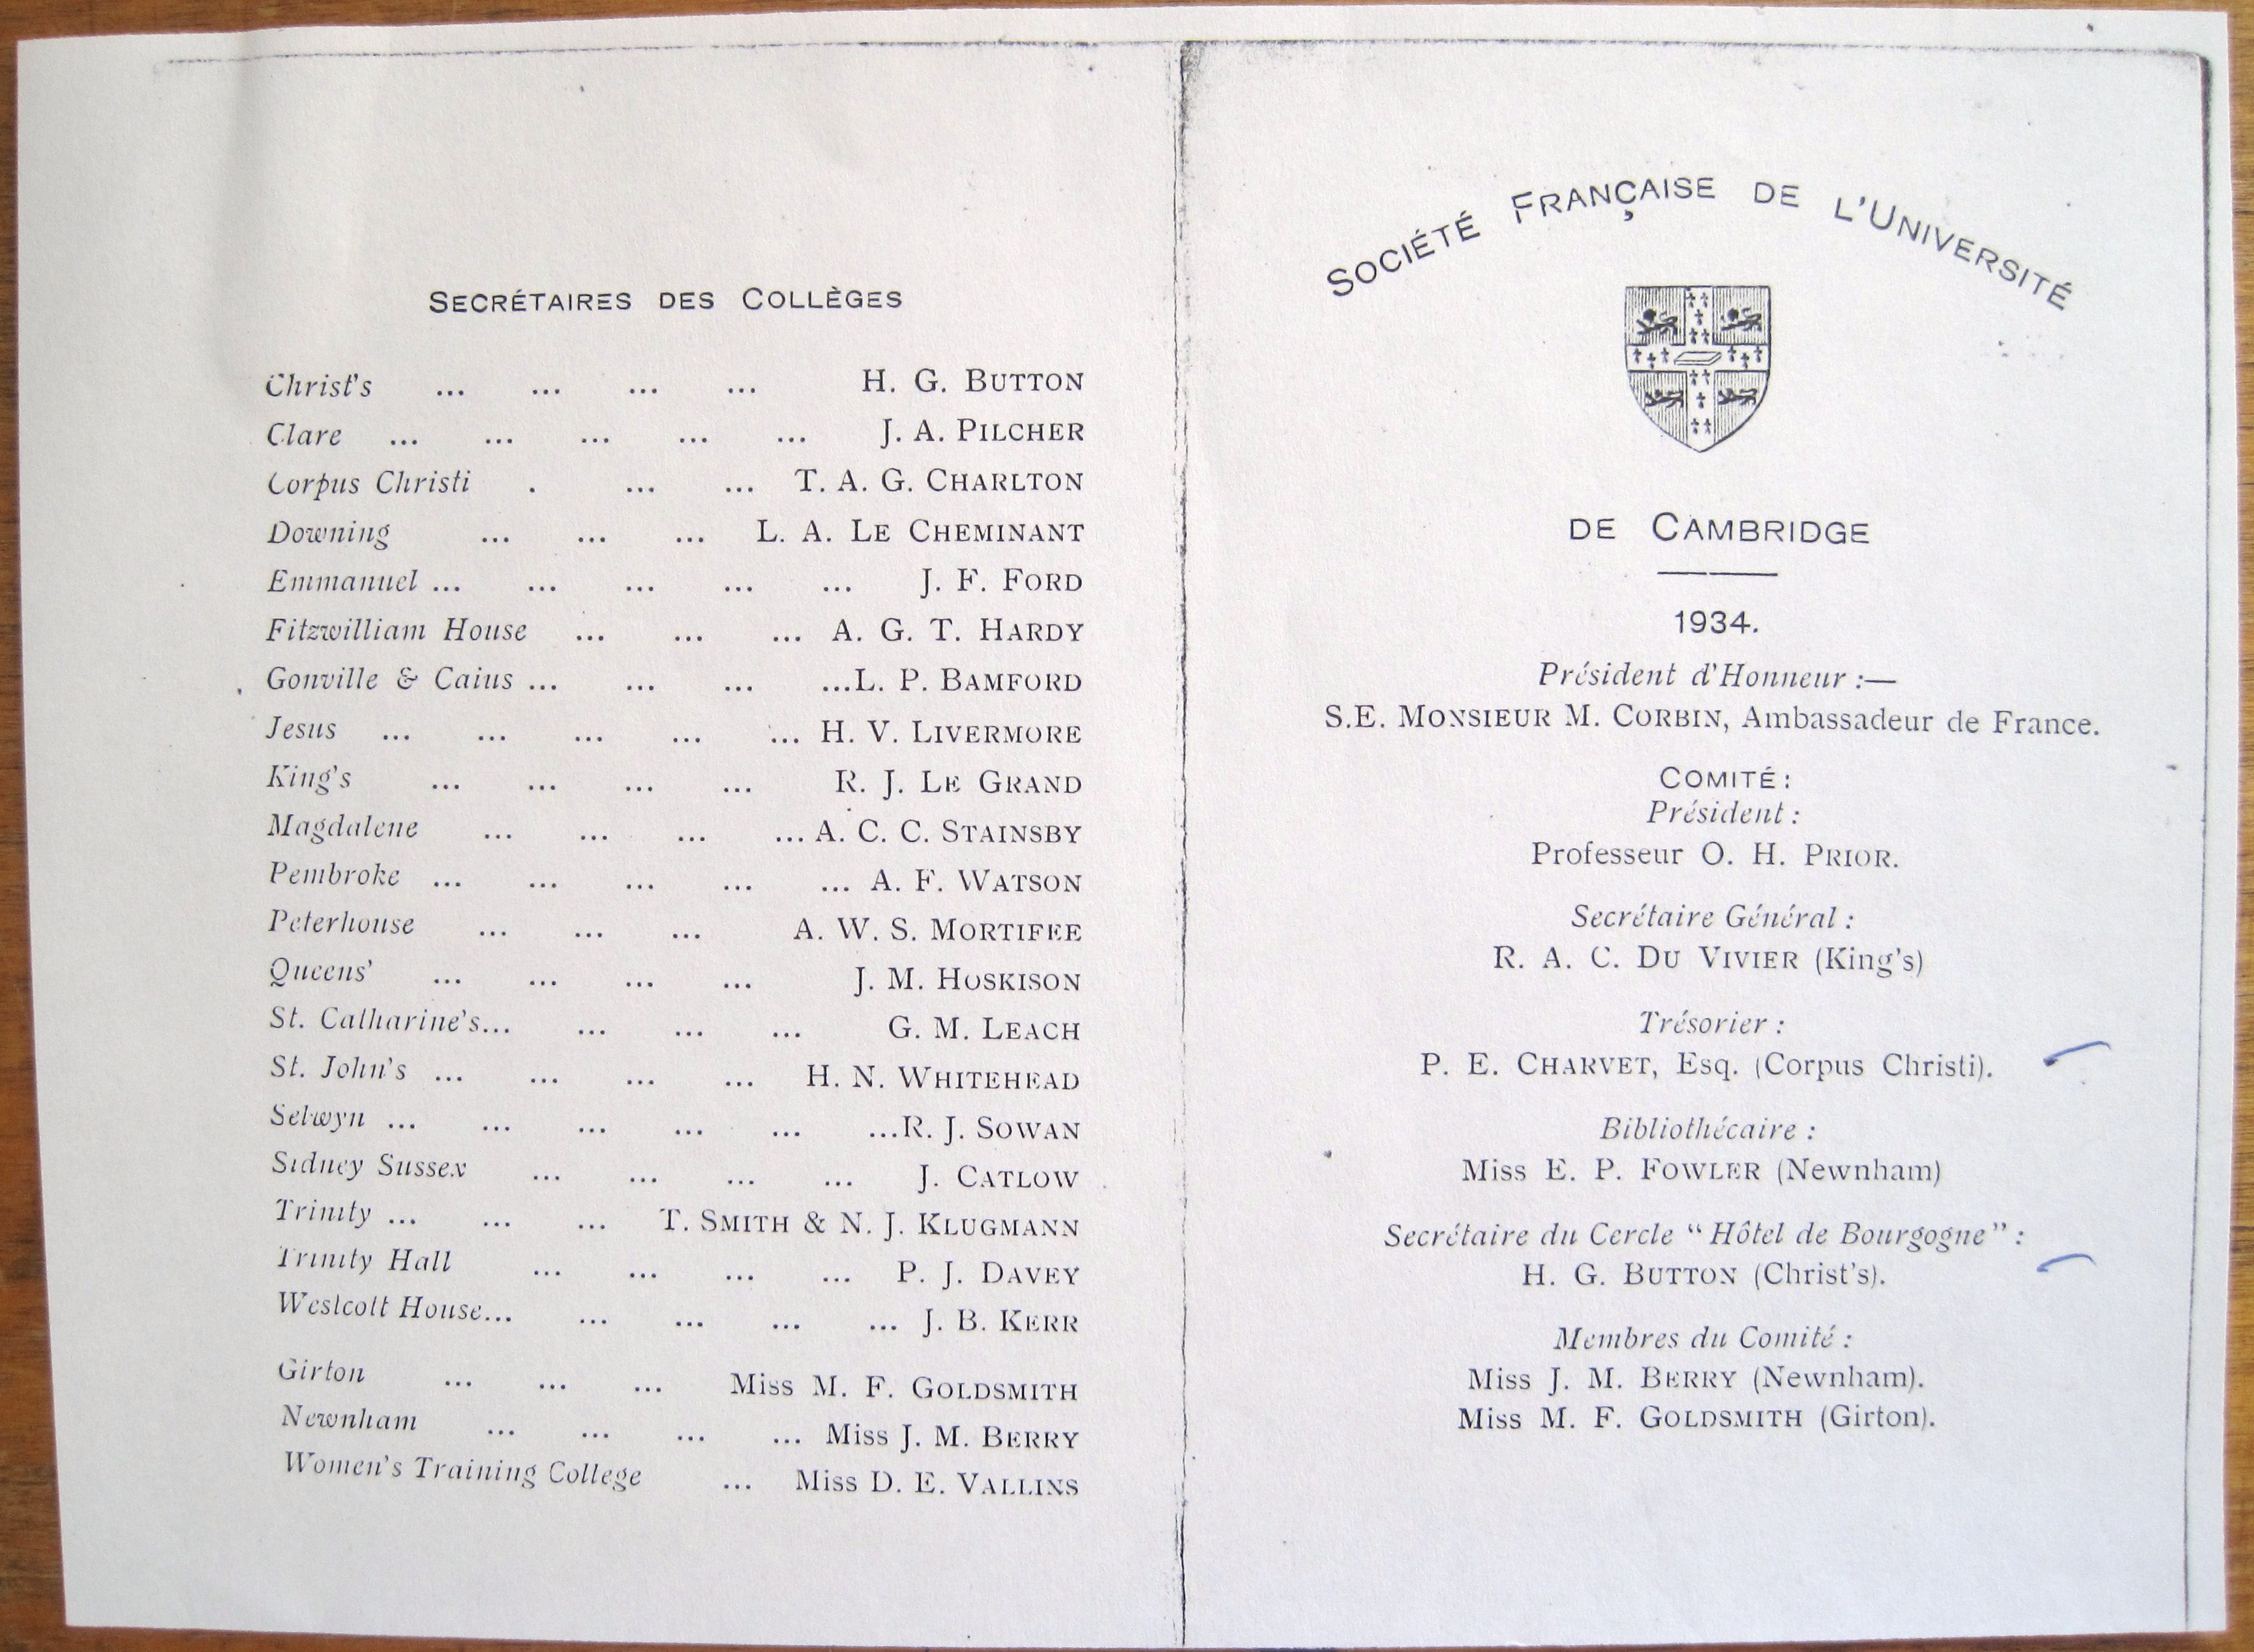 SECRÉTAIRES DES COLLÈGES
Christ's ... ... ... ... H. G. BUTTON
Clare ... ... ... ... ... J. A. PILCHER
Corpus Christi . ... ... T. A. G. CHARLTON
Downing ... ... ... L. A. LE CHEMINANT
Emmanuel ... ... ... ... ... J. F. FORD
Fitzwilliam House ... ... ... A. G. T. HARDY
Gonville & Caius ... ... ... ...L. P. BAMFORD
Jesus ... ... ... ... ... H. V. LIVERMORE
King's ... ... ... ... R. J. LE GRAND
Magdalene ... ... ... ... A. C. C. STAINSBY
Pembroke ... ... ... ... ... A. F. WATSON
Peterhouse ... ... ... A. W. S. MORTIFEE
Queens' ... ... ... ... J. M. HOSKISON
St. Catharine's... ... ... ... G. M. LEACH
St. John's ... ... ... ... H. N. WHITEHEAD
Selwyn ... ... ... ... ... ...R. J. SOWAN
Sidney Sussex ... ... ... ... J. CATLOW
Trinity ... ... ... T. SMITH & N. J. KLUGMANN
Trinity Hall ... ... ... ... P. J. DAVEY
Westcott House... ... ... ... ... J. B. KERR
Girton ... ... ... Miss M. F. GOLDSMITH
Newnham ... ... ... ... Miss J. M. BERRY
Women's Training College ... Miss D. E. VALLINS
SOCIÉTÉ FRANÇAISE DE L'UNIVERSITÉ
DE CAMBRIDGE
1934.
Président d'Honneur :—
S.E. MONSIEUR M. CORBIN, Ambassadeur de France.
COMITÉ :
Président :
Professeur O. H. PRIOR.
Secrétaire Général :
R. A. C. DU VIVIER (King's)
Trésorier :
P. E. CHARVET, Esq. (Corpus Christi).
Bibliothécaire :
Miss E. P. FOWLER (Newnham)
Secrétaire du Cercle “ Hôtel de Bourgogne” :
H. G. BUTTON (Christ's).
Membres du Comité :
Miss J. M. BERRY (Newnham).
Miss M. F. GOLDSMITH (Girton).